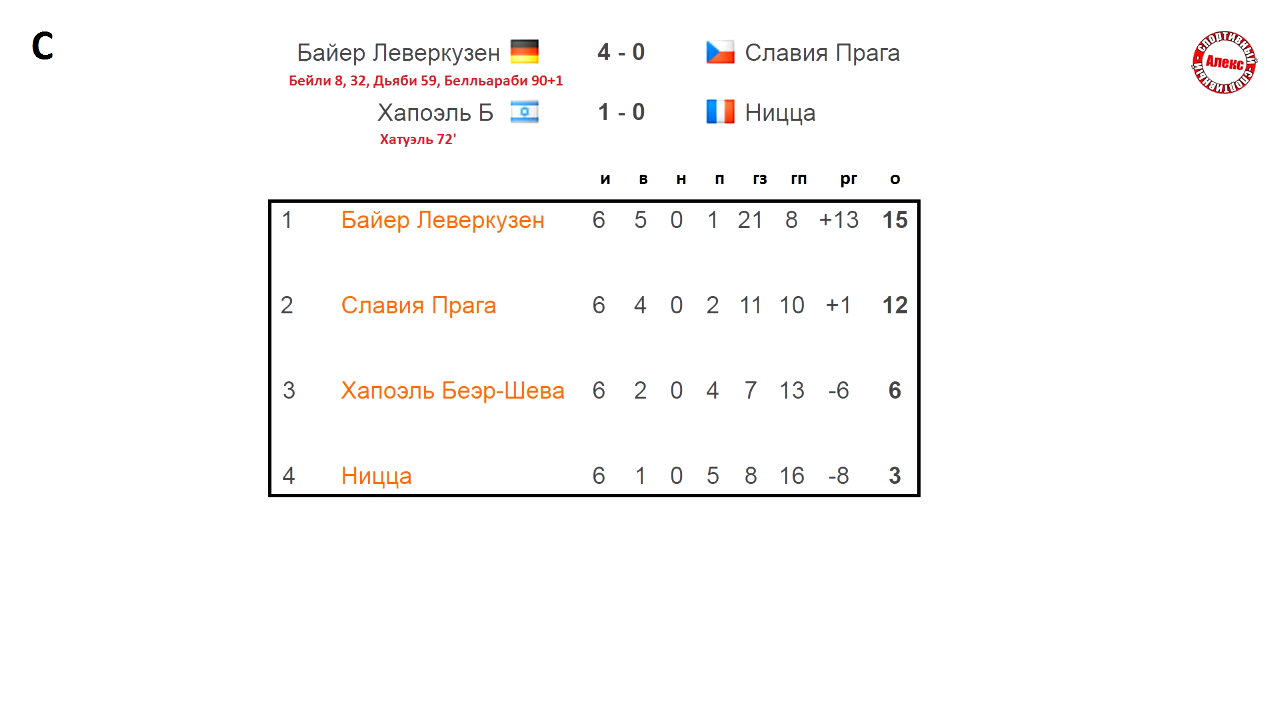 С
Байер Леверкузен 4 - 0 Славия Прага
Бейли 8, 32, Дьяби 59, Белльараби 90+1
Хапоэль Б 1 - 0 Ницца
Хатуэль 72'
и в н п гз гп рг о
1 Байер Леверкузен 6 5 0 1 21 8 +13 15
2 Славия Прага 6 4 0 2 11 10 +1 12
3 Хапоэль Беэр-Шева 6 2 0 4 7 13 -6 6
4 Ницца 6 1 0 5 8 16 -8 3
СПОРТИВНЫЙ
Алекс
СПОРТИВНЫЙ